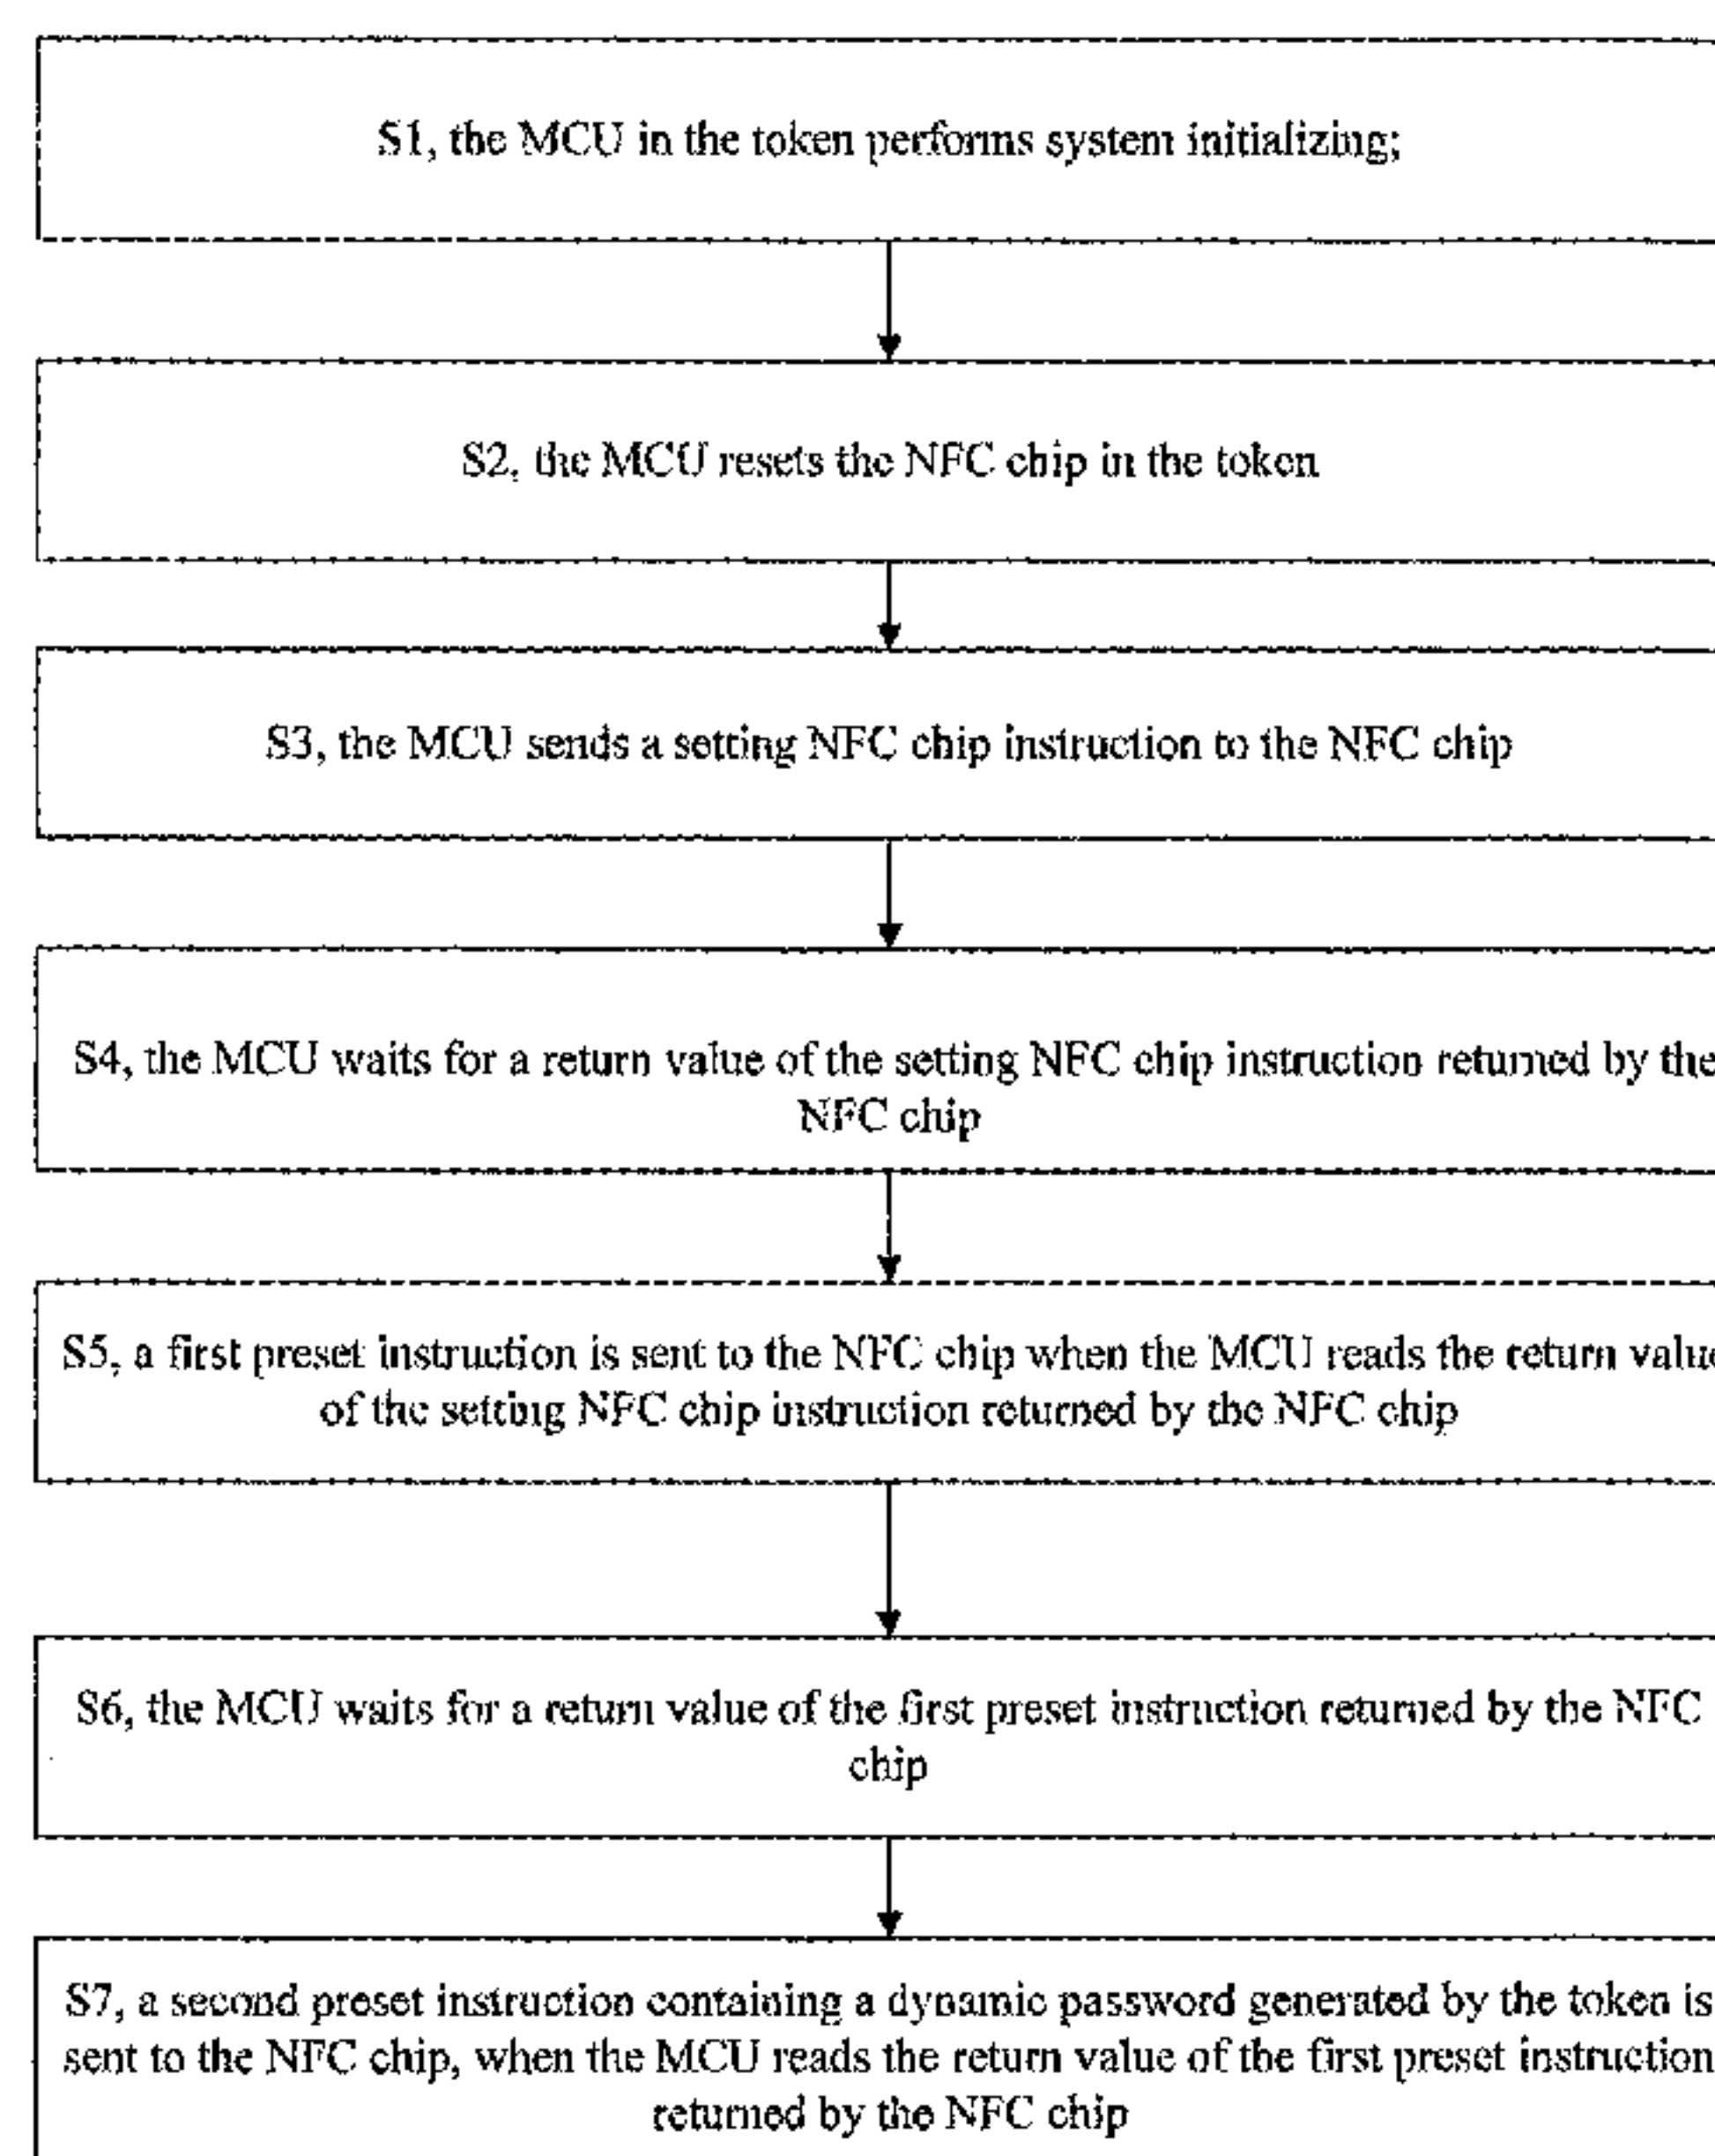 S1, the MCU in the token performs system initializing;
S2, the MCU resets the NFC chip in the token
S3, the MCU sends a setting NFC chip instruction to the NFC chip
S4, the MCU waits for a return value of the setting NFC chip instruction returned by the
NFC chip
S5, a first preset instruction is sent to the NFC chip when the MCU reads the return value
of the setting NFC chip instruction returned by the NFC chip
S6, the MCU waits for a return value of the first preset instruction returned by the NFC
chip
S7, a second preset instruction containing a dynamic password generated by the token is
sent to the NFC chip, when the MCU reads the return value of the first preset instruction
returned by the NFC chip